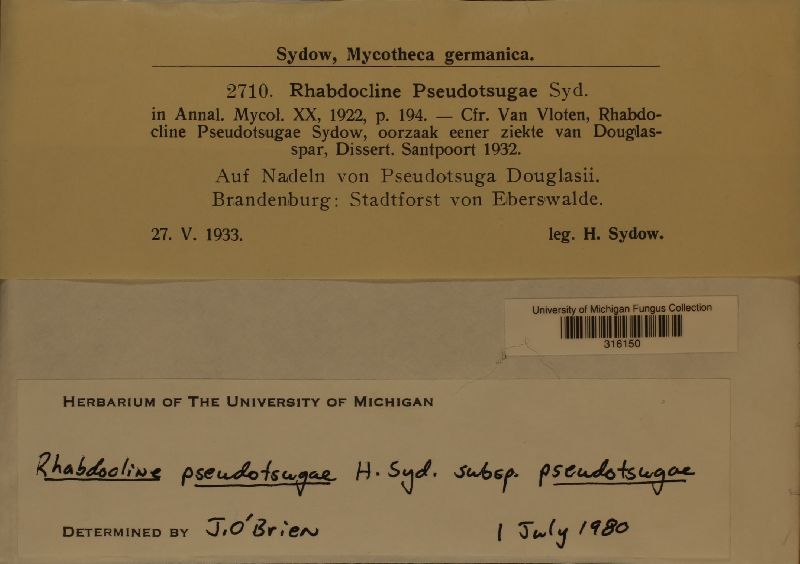 Sydow, Mycotheca germanica.
2710. Rhabdocline Pseudotsugae Syd.
in Annal. Mycol. XX, 1922, p. 194. — Cfr. Van Vloten, Rhabdo-
cline Pseudotsugae Sydow, oorzaak eener ziekte van Douglas-
spar, Dissert. Santpoort 1932.
Auf Nadeln von Pseudotsuga Douglasii.
Brandenburg: Stadtforst von Eberswalde.
27. V. 1933. leg. H. Sydow.
University of Michigan Fungus Collection
316150
HERBARIUM OF THE UNIVERSITY OF MICHIGAN
Rhabdocline pseudotsugae H. Syd. subsp. pseudotsugae
DETERMINED BY J. O'Brien 1 July 1980